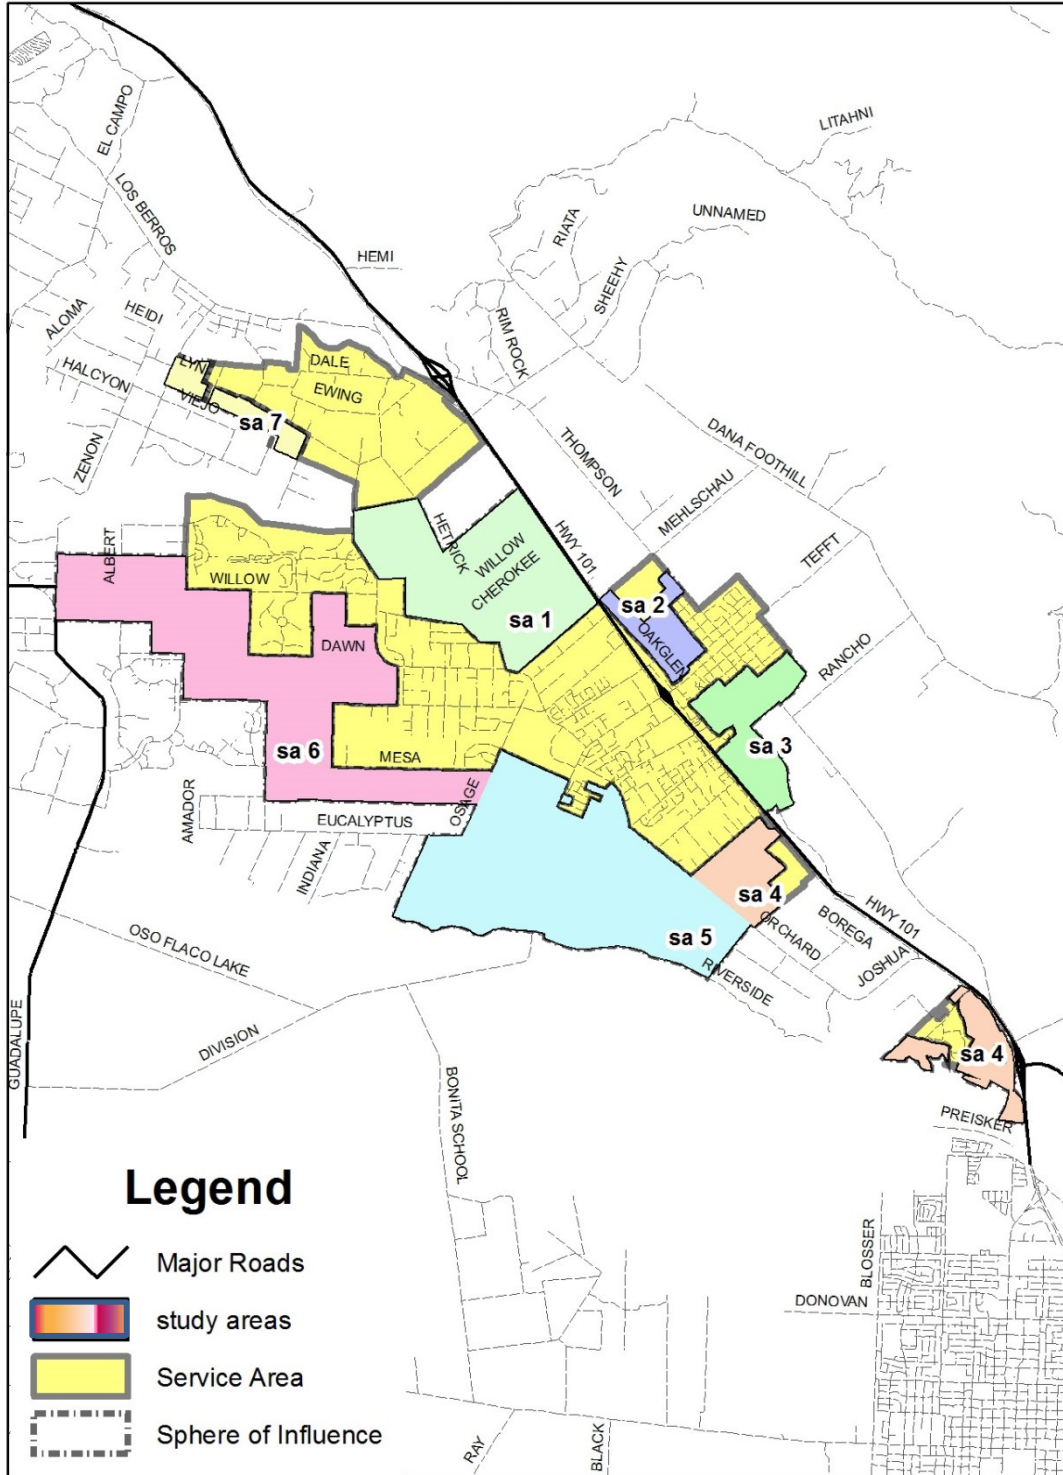 LITAHNI
EL CAMPO
UNNAMED
LOS BERROS
RIATA
HEMI
SHEEHY
HEIDI
ALOMA
RIM ROCK
LYN
DALE
HALCYON
EWING
VIEJO
sa 7
ZENON
THOMPSON
DANA FOOTHILL
MEHLSCHAU
HETRICK
WILLOW
CHEROKEE
HWY 101
TEFFT
ALBERT
WILLOW
sa 1
sa 2
OAKGLEN
DAWN
RANCHO
sa 6
MESA
sa 3
OSAGE
AMADOR
EUCALYPTUS
INDIANA
sa 4
OSO FLACO LAKE
sa 5
ORCHARD
BOREGA
HWY 101
JOSHUA
RIVERSIDE
GUADALUPE
DIVISION
sa 4
BONITA SCHOOL
PREISKER
Legend
Major Roads
study areas
Service Area
Sphere of Influence
BLOSSER
DONOVAN
RAY
BLACK